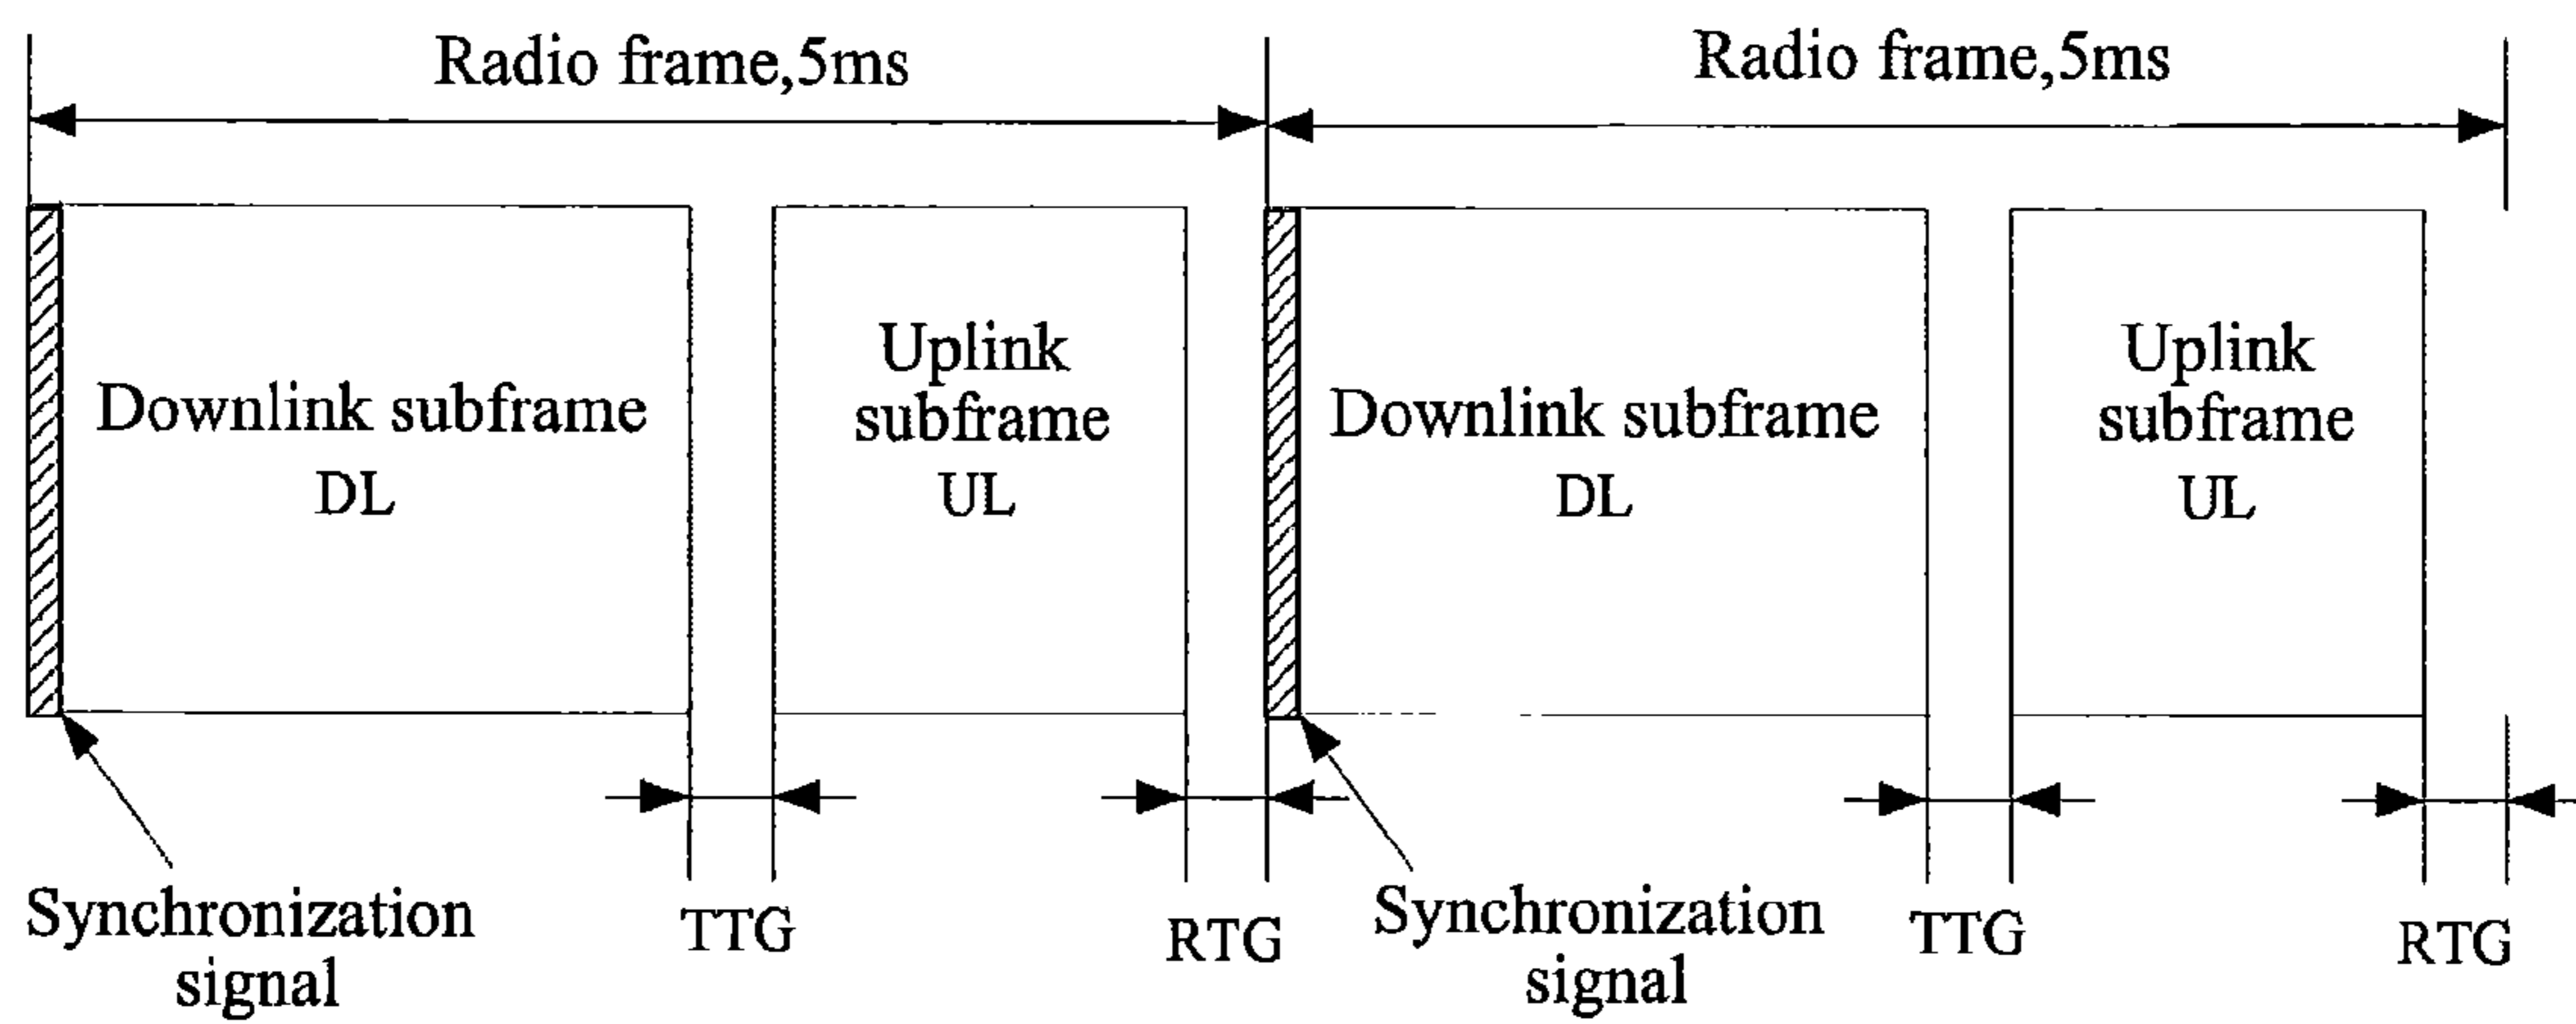 Radio frame,5ms
Radio frame,5ms
Downlink subframe
DL
Uplink
subframe
UL
Downlink subframe
DL
Uplink
subframe
UL
Synchronization
signal
TTG
RTG
Synchronization
signal
TTG
RTG